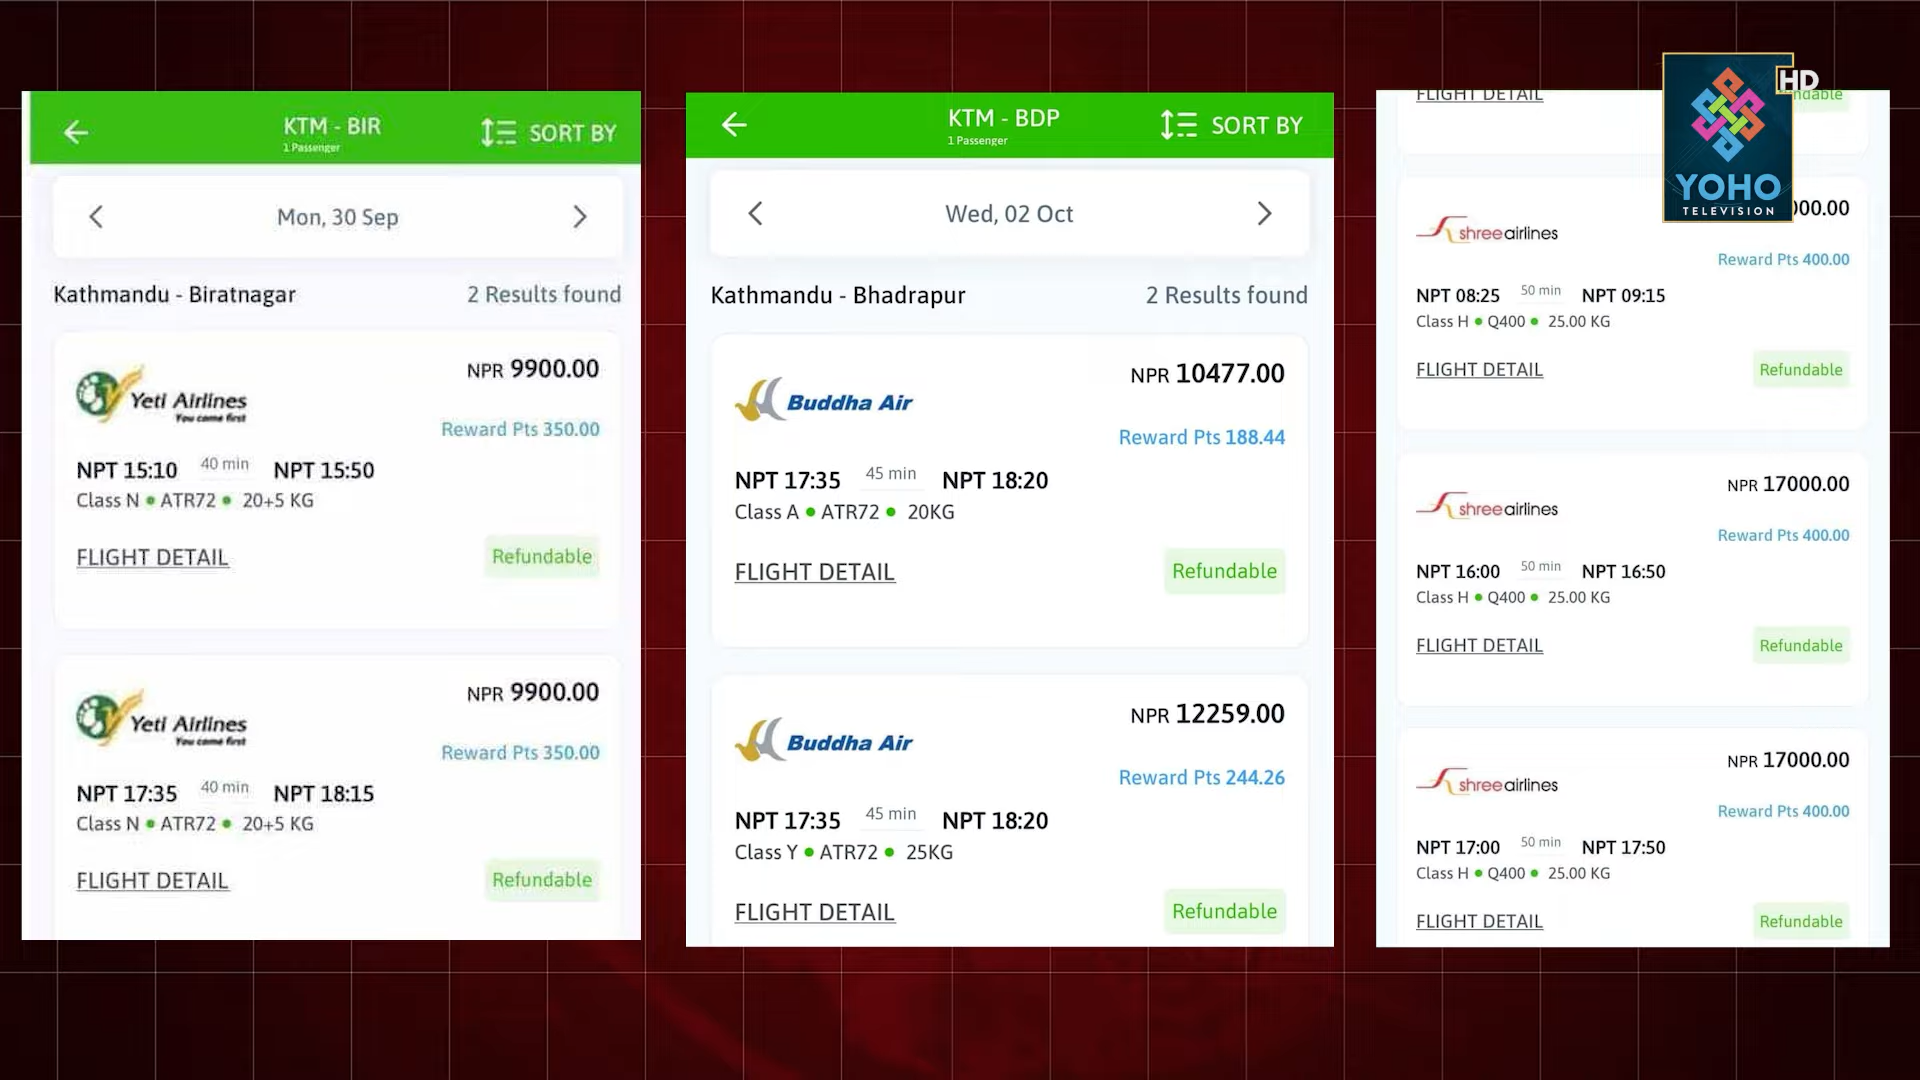 KTM - BIR
1 Passenger
SORT BY
Mon, 30 Sep
Kathmandu - Biratnagar
2 Results found
Yeti Airlines
You come first
NPR 9900.00
Reward Pts 350.00
NPT 15:10
40 min
NPT 15:50
Class N ● ATR72 ● 20+5 KG
FLIGHT DETAIL
Refundable
Yeti Airlines
You come first
NPR 9900.00
Reward Pts 350.00
NPT 17:35
40 min
NPT 18:15
Class N ● ATR72 ● 20+5 KG
FLIGHT DETAIL
Refundable
KTM - BDP
1 Passenger
SORT BY
Wed, 02 Oct
Kathmandu - Bhadrapur
2 Results found
Buddha Air
NPR 10477.00
Reward Pts 188.44
NPT 17:35
45 min
NPT 18:20
Class A ● ATR72 ● 20KG
FLIGHT DETAIL
Refundable
Buddha Air
NPR 12259.00
Reward Pts 244.26
NPT 17:35
45 min
NPT 18:20
Class Y ● ATR72 ● 25KG
FLIGHT DETAIL
Refundable
FLIGHT DETAIL
HD
YOHO
TELEVISION
shreeairlines
Reward Pts 400.00
NPT 08:25
50 min
NPT 09:15
Class H ● Q400 ● 25.00 KG
FLIGHT DETAIL
Refundable
shreeairlines
NPR 17000.00
Reward Pts 400.00
NPT 16:00
50 min
NPT 16:50
Class H ● Q400 ● 25.00 KG
FLIGHT DETAIL
Refundable
shreeairlines
NPR 17000.00
Reward Pts 400.00
NPT 17:00
50 min
NPT 17:50
Class H ● Q400 ● 25.00 KG
FLIGHT DETAIL
Refundable